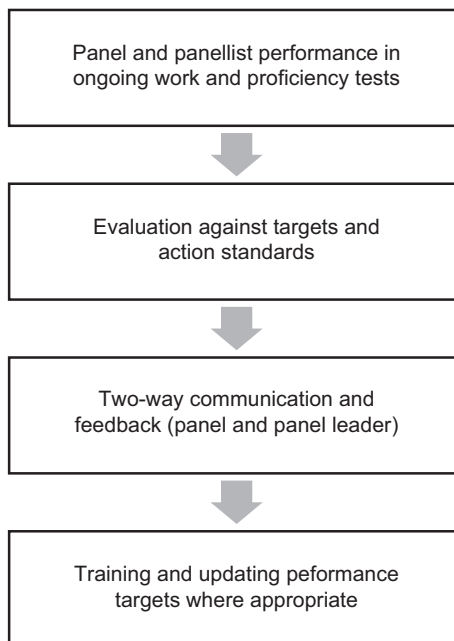 Panel and panellist performance in
ongoing work and proficiency tests
Evaluation against targets and
action standards
Two-way communication and
feedback (panel and panel leader)
Training and updating peformance
targets where appropriate